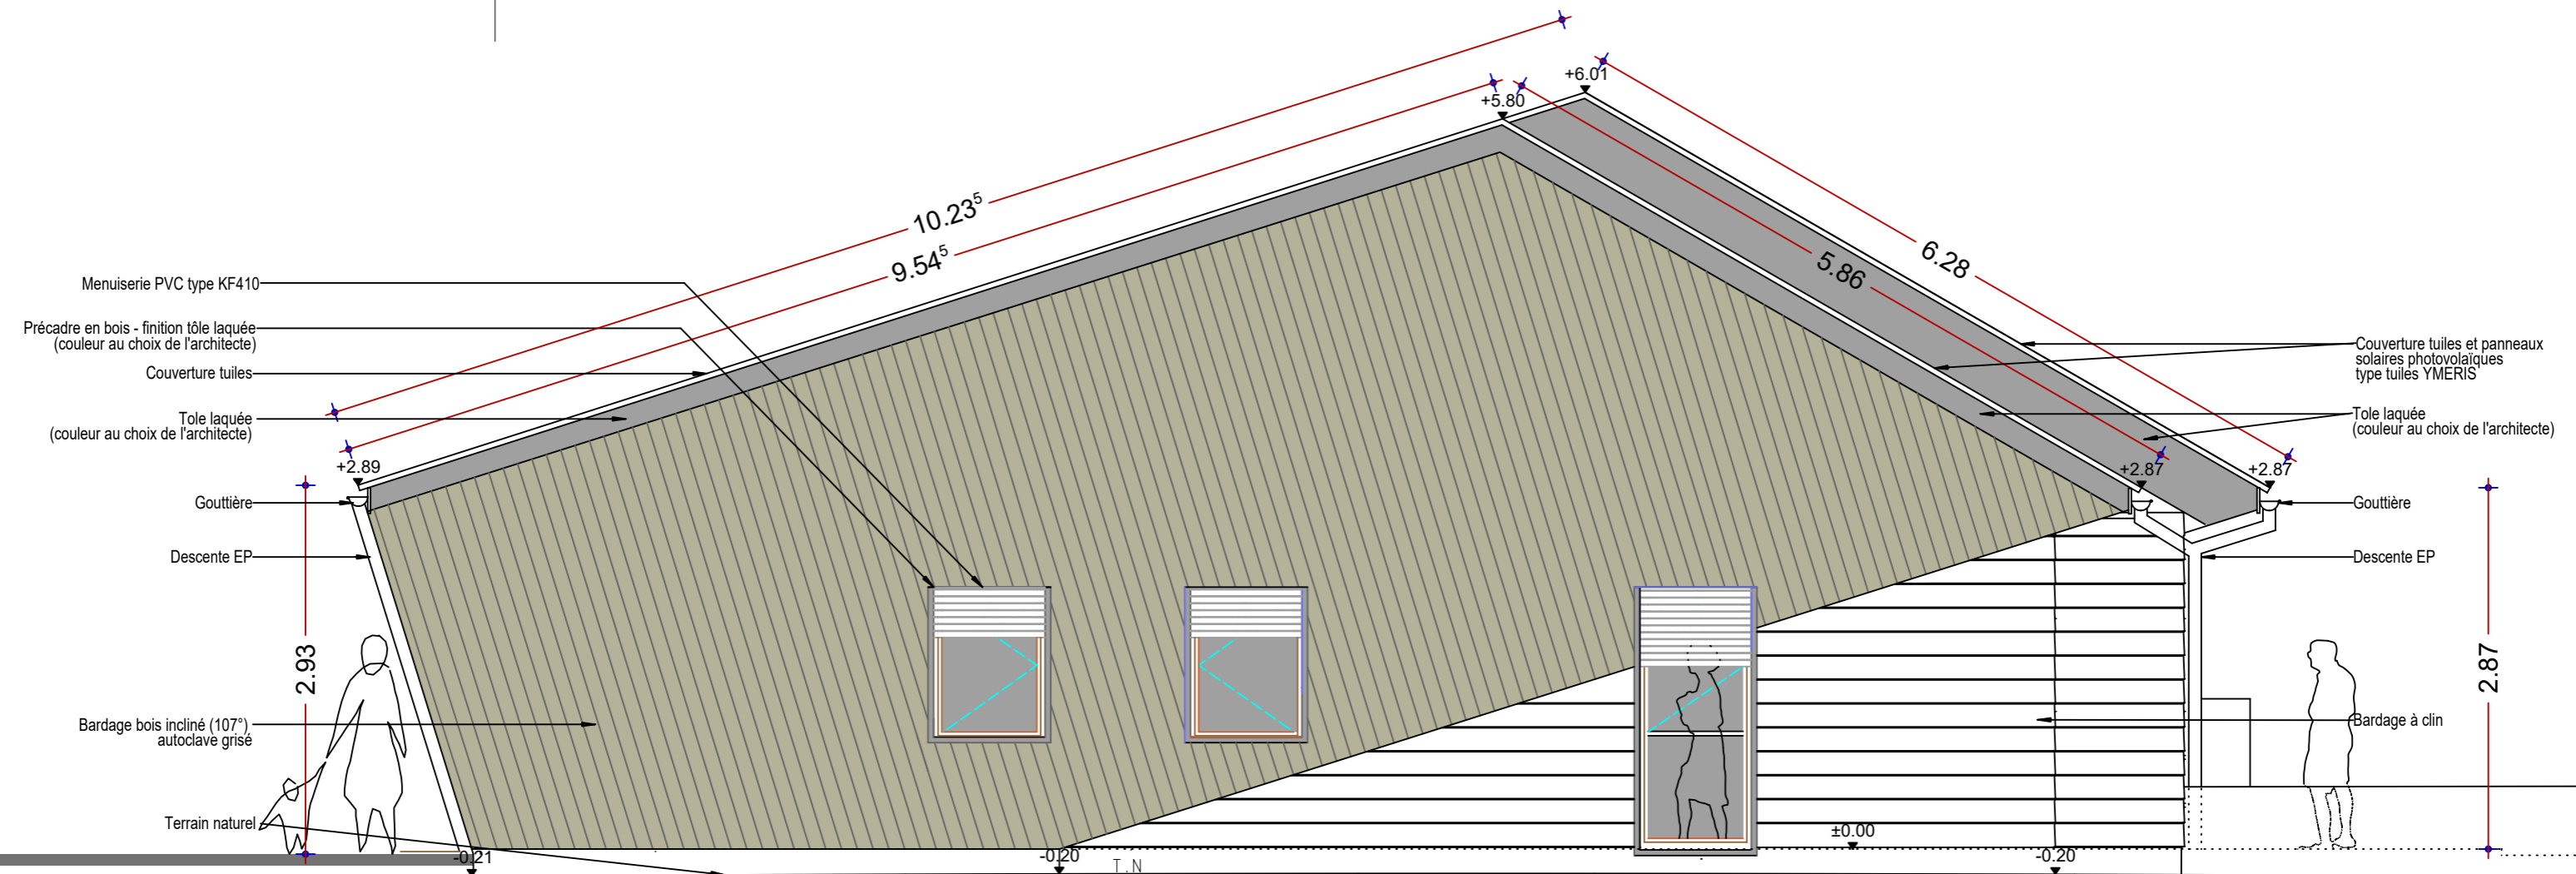 +6.01
+5.80
10.23⁵
9.54⁵
6.28
5.86
Menuiserie PVC type KF410
Précadre en bois - finition tôle laquée
(couleur au choix de l'architecte)
Couverture tuiles
Tole laquée
(couleur au choix de l'architecte)
+2.89
Gouttière
Descente EP
2.93
Bardage bois incliné (107°)
autoclave grisé
Terrain naturel
Couverture tuiles et panneaux
solaires photovolaïques
type tuiles YMERIS
Tole laquée
(couleur au choix de l'architecte)
+2.87
+2.87
Gouttière
Descente EP
2.87
Bardage à clin
±0.00
-0.21
-0.20
T.N
-0.20